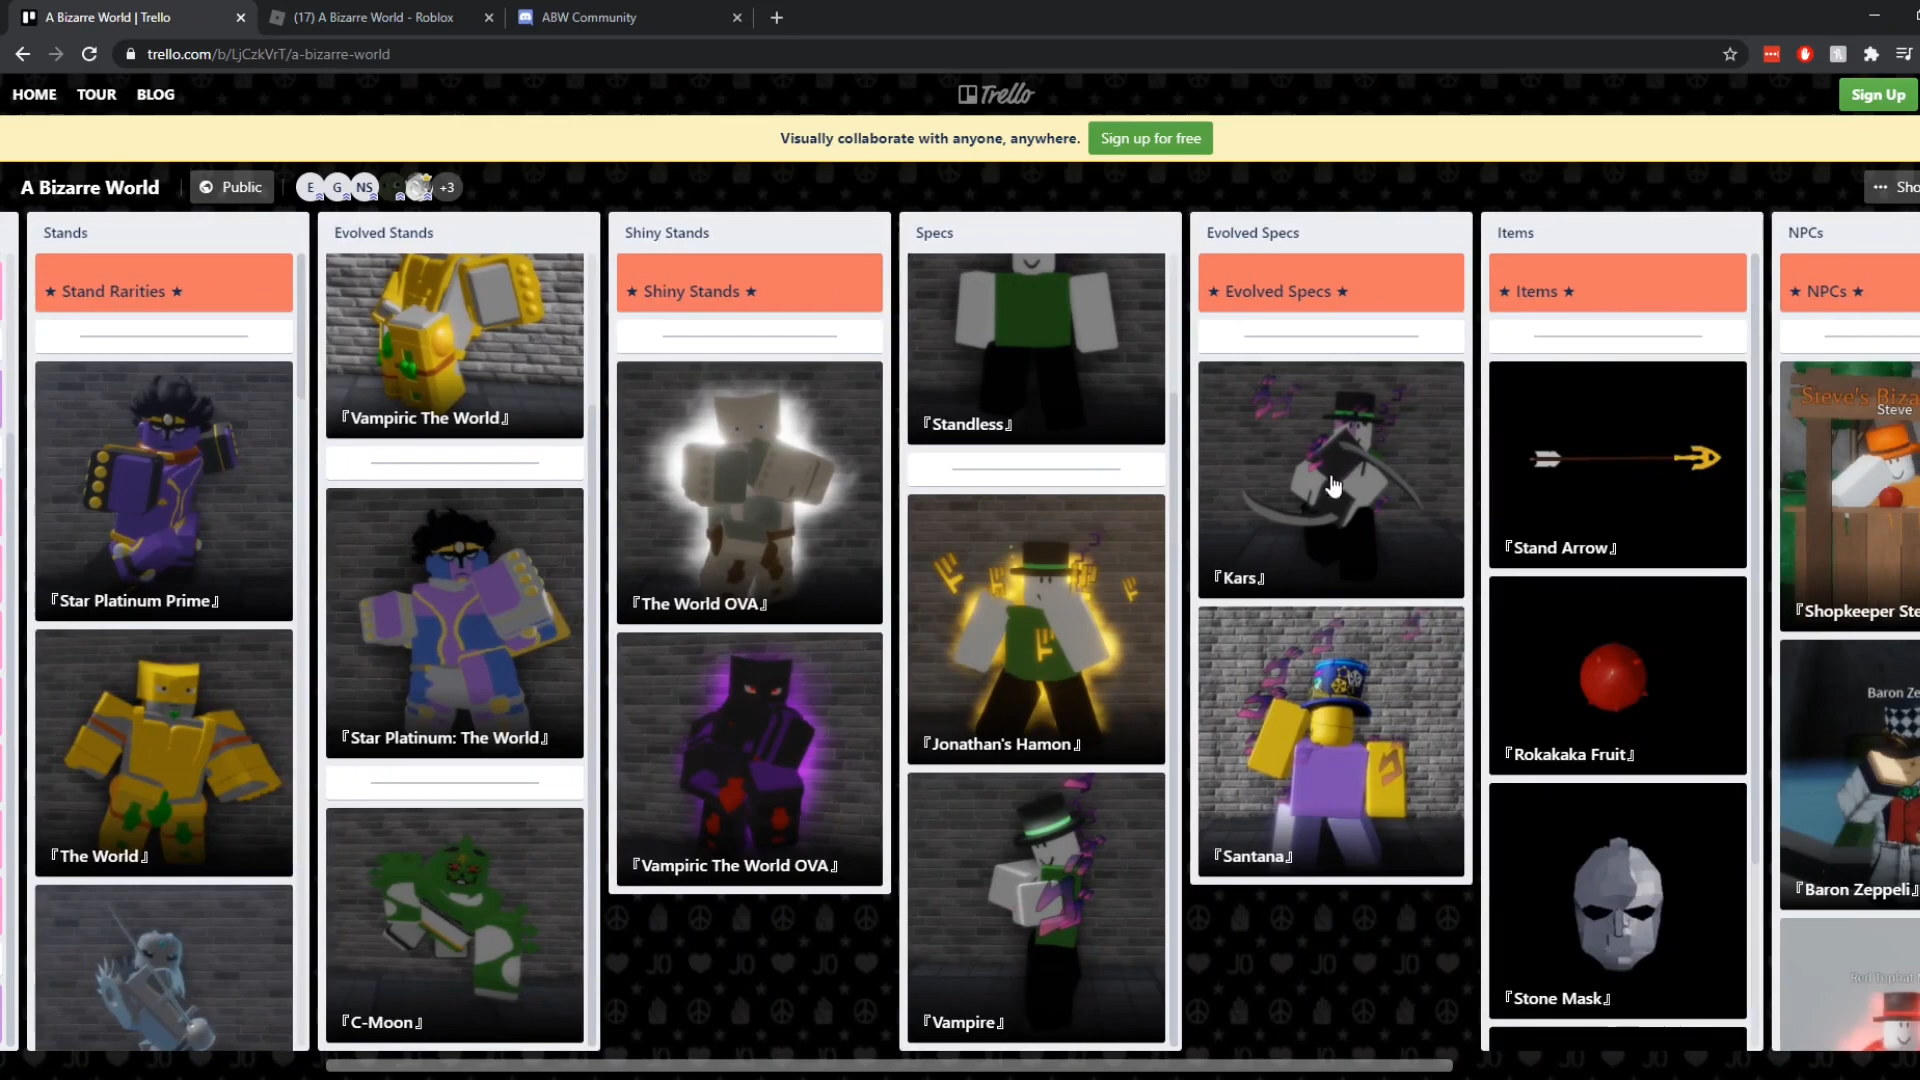 A Bizarre World | Trello
(17) A Bizarre World - Roblox
ABW Community
trello.com/b/LjCzkVrT/a-bizarre-world
HOME TOUR BLOG
Trello
Sign Up
Visually collaborate with anyone, anywhere.
Sign up for free
A Bizarre World
Public
E G NS +3
Sho
Stands
★ Stand Rarities ★
『Star Platinum Prime』
『The World』
Evolved Stands
『Vampiric The World』
『Star Platinum: The World』
『C-Moon』
Shiny Stands
★ Shiny Stands ★
『The World OVA』
『Vampiric The World OVA』
Specs
『Standless』
『Jonathan's Hamon』
『Vampire』
Evolved Specs
★ Evolved Specs ★
『Kars』
『Santana』
Items
★ Items ★
『Stand Arrow』
『Rokakaka Fruit』
『Stone Mask』
NPCs
★ NPCs ★
Steve's Biza
Steve
『Shopkeeper Ste
Baron Ze
『Baron Zeppeli』